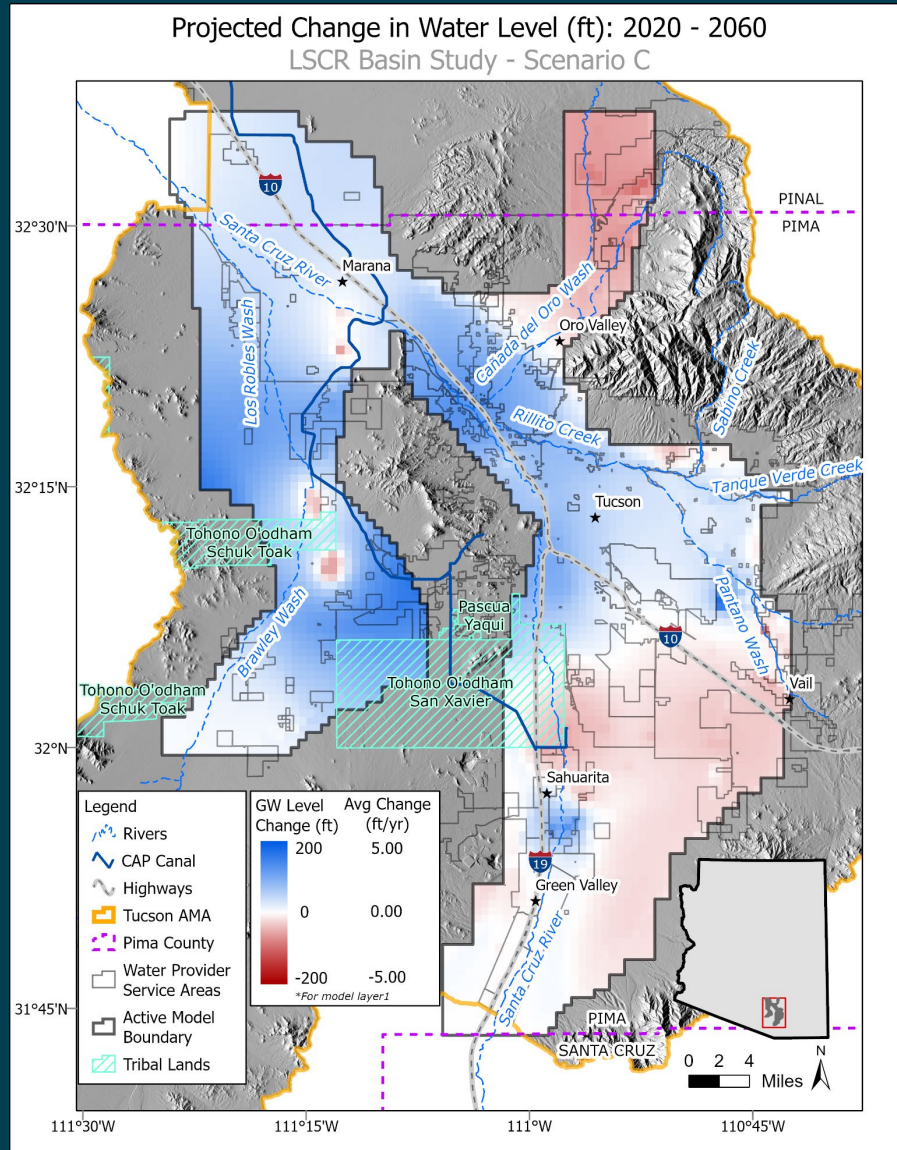 Projected Change in Water Level (ft): 2020 - 2060
LSCR Basin Study - Scenario C
10
PINAL
32°30'N
PIMA
Santa Cruz River
Marana
Cañada del Oro Wash
Oro Valley
Los Robles Wash
Sabino Creek
Rillito Creek
32°15'N
Tanque Verde Creek
Tucson
Tohono O'odham
Schuk Toak
Pantano Wash
Pascua
Yaqui
10
Brawley Wash
Vail
Tohono O'odham
San Xavier
Tohono O'odham
Schuk Toak
32°N
Sahuarita
19
Green Valley
Santa Cruz River
Legend
Rivers
CAP Canal
Highways
Tucson AMA
Pima County
Water Provider
Service Areas
Active Model
Boundary
Tribal Lands
GW Level
Change (ft)
Avg Change
(ft/yr)
200 5.00
0 0.00
-200 -5.00
*For model layer1
31°45'N
PIMA
SANTA CRUZ
0 2 4
Miles
N
111°30'W
111°15'W
111°W
110°45'W